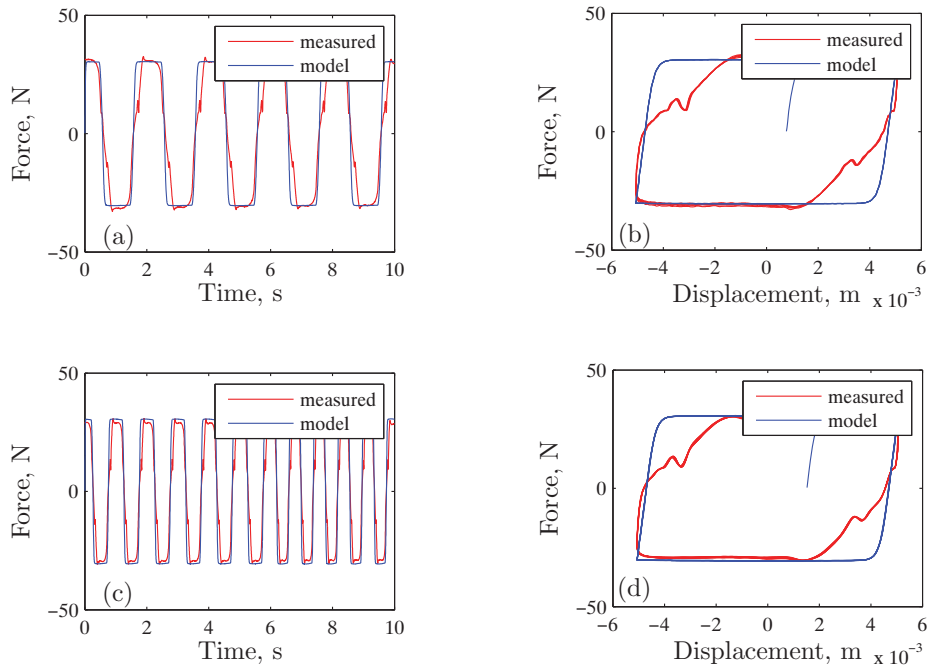 50
measured
model
Force, N
0
(a)
−50
0 2 4 6 8 10
Time, s
50
measured
model
Force, N
0
(b)
−50
−6 −4 −2 0 2 4 6
Displacement, m x 10⁻³
50
measured
model
Force, N
0
(c)
−50
0 2 4 6 8 10
Time, s
50
measured
model
Force, N
0
(d)
−50
−6 −4 −2 0 2 4 6
Displacement, m x 10⁻³